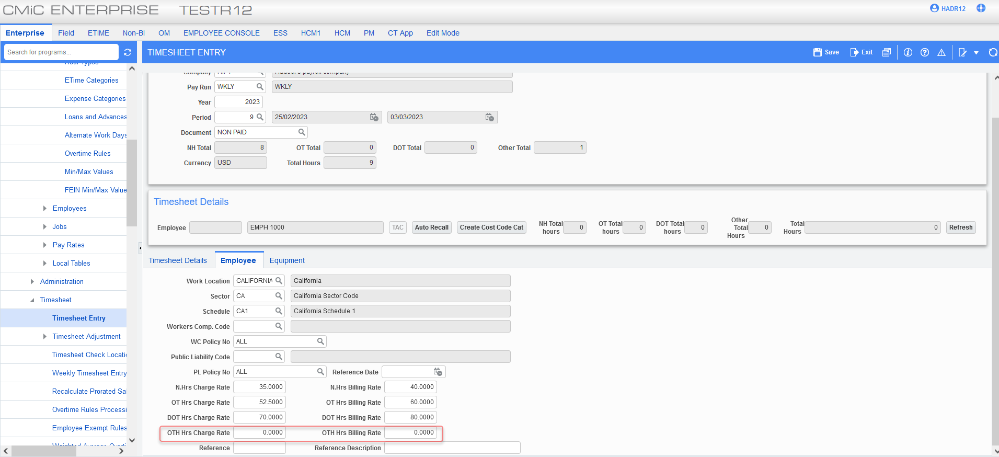 CMiC ENTERPRISE TESTR12
HADR12
Enterprise Field ETIME Non-BI OM EMPLOYEE CONSOLE ESS HCM1 HCM PM CT App Edit Mode
Search for programs...
TIMESHEET ENTRY
Save Exit
Hour Types
ETime Categories
Expense Categories
Loans and Advances
Alternate Work Days
Overtime Rules
Min/Max Values
FEIN Min/Max Value
Employees
Jobs
Pay Rates
Local Tables
Administration
Timesheet
Timesheet Entry
Timesheet Adjustment
Timesheet Check Locati
Weekly Timesheet Entry
Recalculate Prorated Sa
Overtime Rules Processi
Employee Exempt Rules
Company
Pay Run WKLY WKLY
Year 2023
Period 9 25/02/2023 03/03/2023
Document NON PAID
NH Total 8 OT Total 0 DOT Total 0 Other Total 1
Currency USD Total Hours 9
Timesheet Details
Employee EMPH 1000 TAC Auto Recall Create Cost Code Cat NH Total hours 0 OT Total hours 0 DOT Total hours 0 Other Total Hours 0 Total Hours 0 Refresh
Timesheet Details Employee Equipment
Work Location CALIFORNIA California
Sector CA California Sector Code
Schedule CA1 California Schedule 1
Workers Comp. Code
WC Policy No ALL
Public Liability Code
PL Policy No ALL Reference Date
N.Hrs Charge Rate 35.0000 N.Hrs Billing Rate 40.0000
OT Hrs Charge Rate 52.5000 OT Hrs Billing Rate 60.0000
DOT Hrs Charge Rate 70.0000 DOT Hrs Billing Rate 80.0000
OTH Hrs Charge Rate 0.0000 OTH Hrs Billing Rate 0.0000
Reference Reference Description